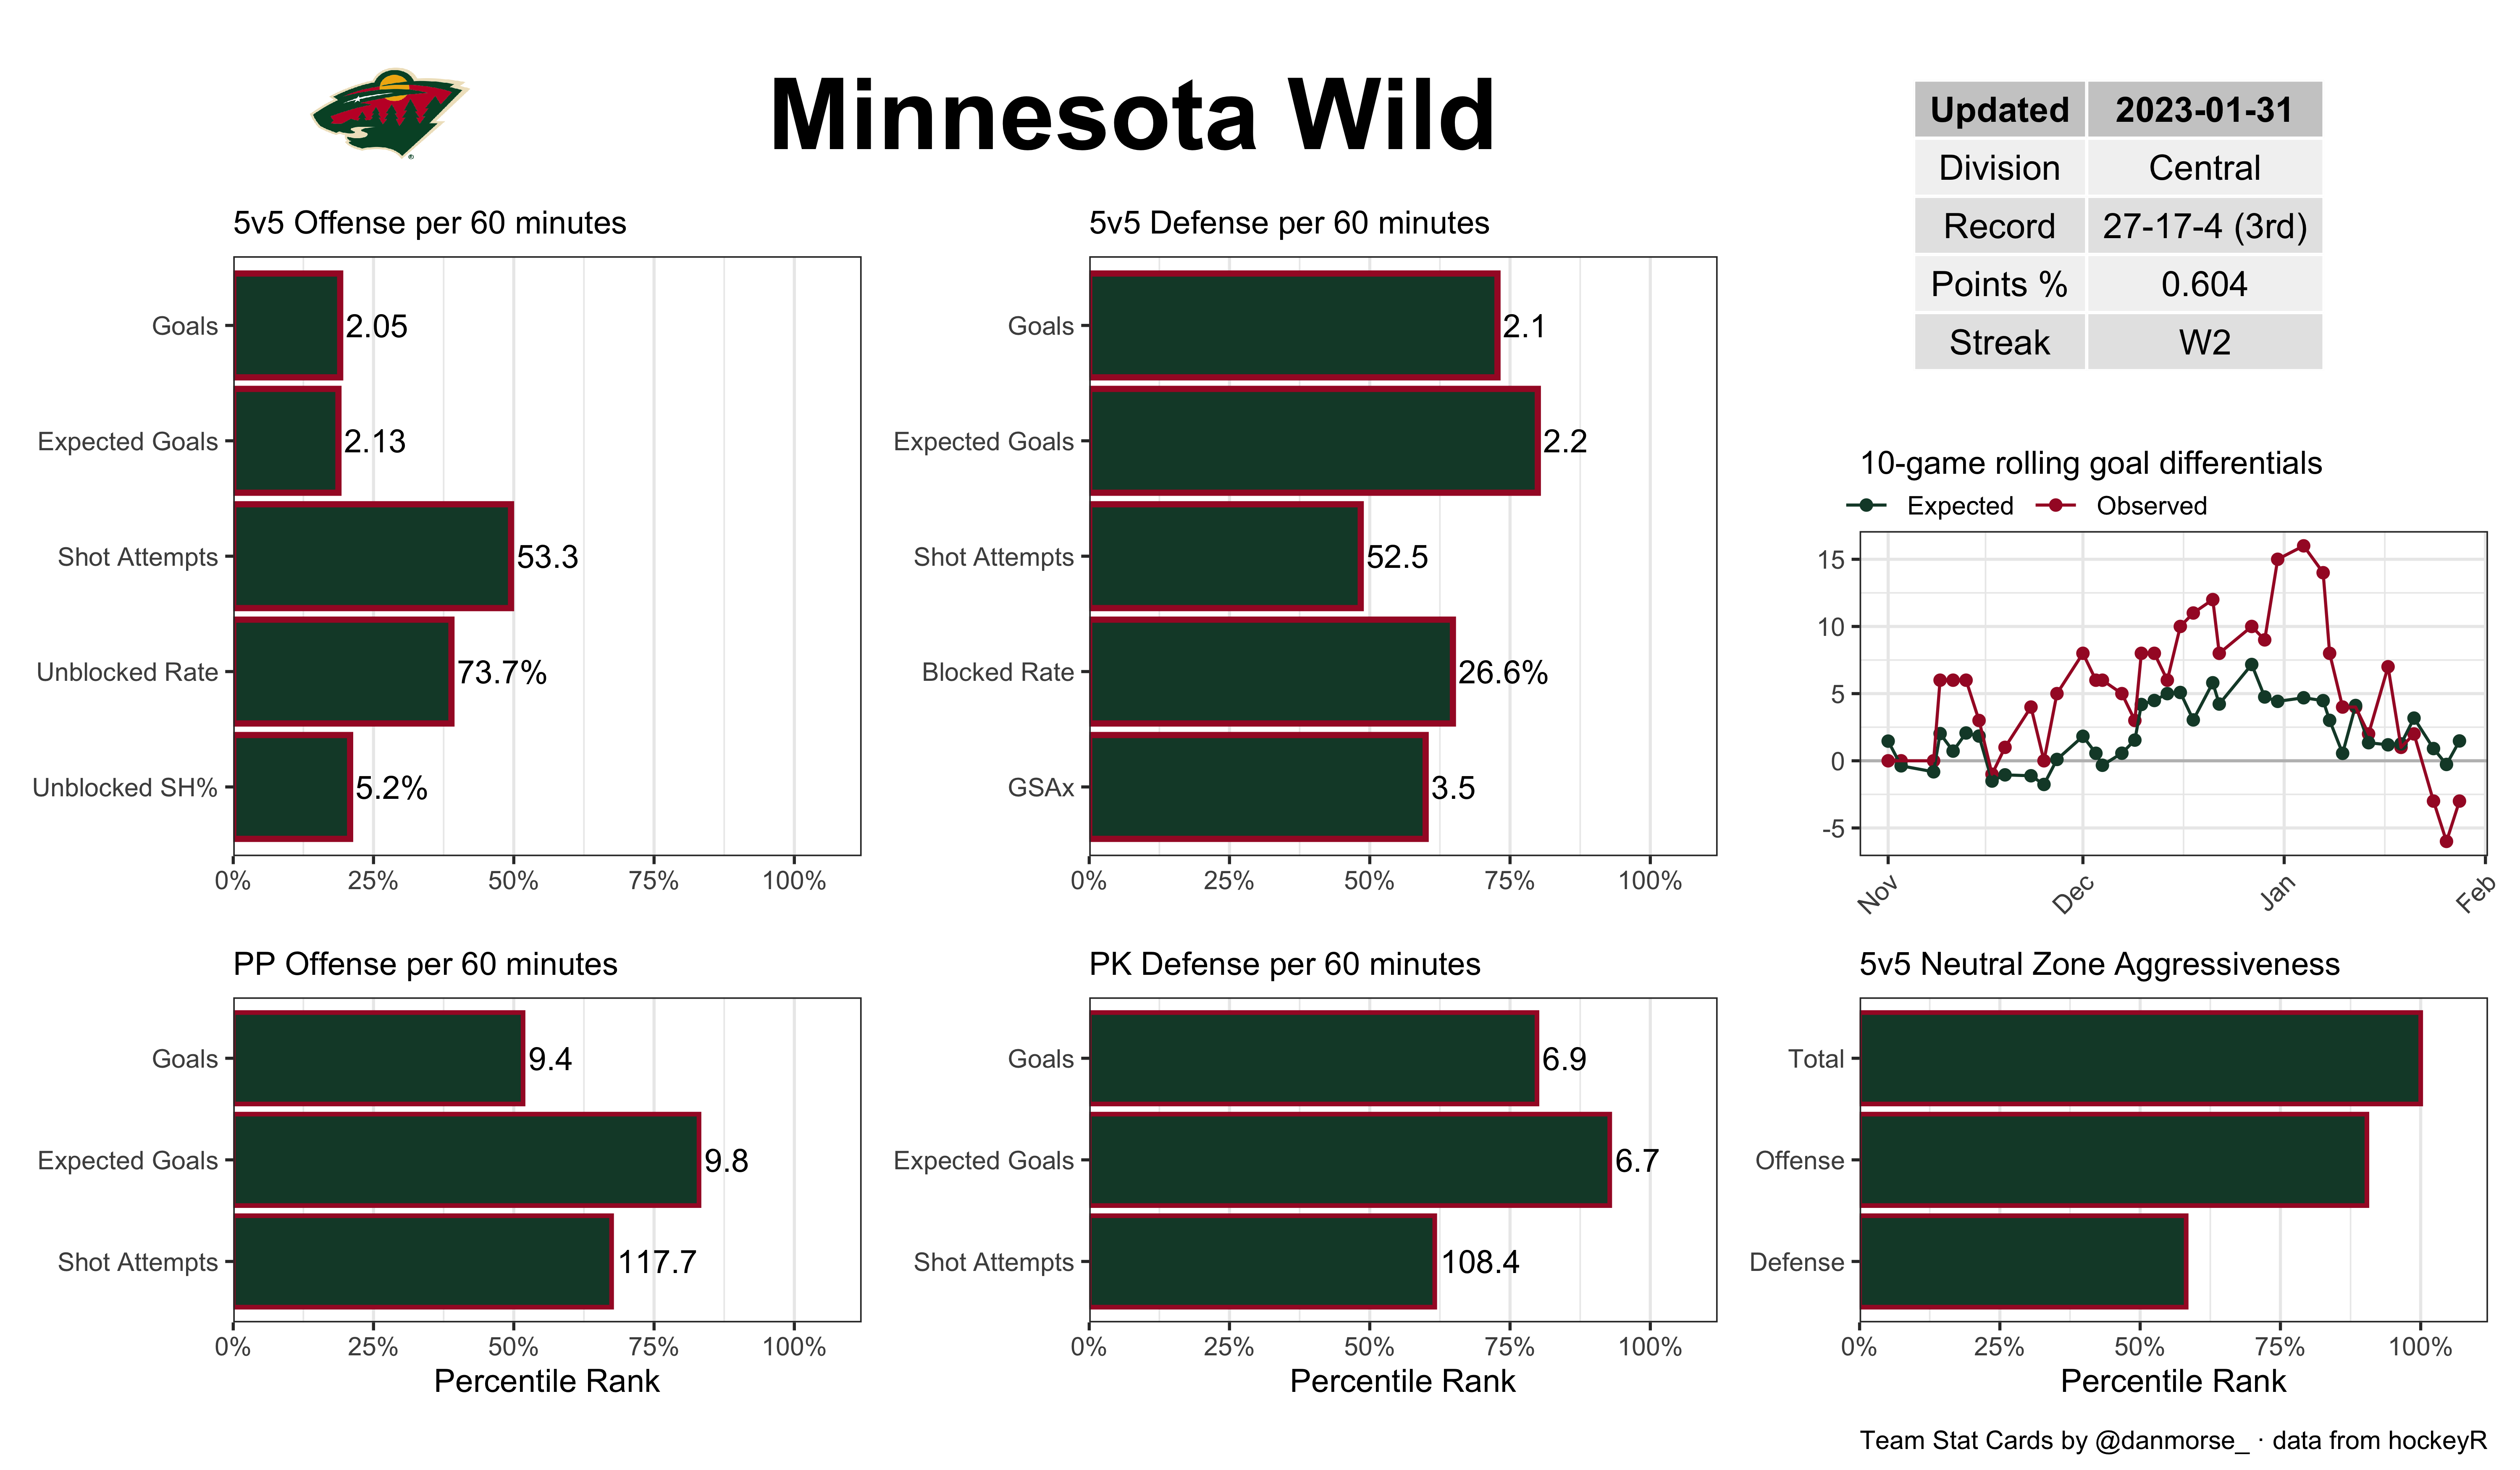 Minnesota Wild
Updated 2023-01-31
Division Central
Record 27-17-4 (3rd)
Points % 0.604
Streak W2
5v5 Offense per 60 minutes
Goals 2.05
Expected Goals 2.13
Shot Attempts 53.3
Unblocked Rate 73.7%
Unblocked SH% 5.2%
0% 25% 50% 75% 100%
5v5 Defense per 60 minutes
Goals 2.1
Expected Goals 2.2
Shot Attempts 52.5
Blocked Rate 26.6%
GSAx 3.5
0% 25% 50% 75% 100%
10-game rolling goal differentials
Expected Observed
15
10
5
0
-5
Nov Dec Jan Feb
PP Offense per 60 minutes
Goals 9.4
Expected Goals 9.8
Shot Attempts 117.7
0% 25% 50% 75% 100%
Percentile Rank
PK Defense per 60 minutes
Goals 6.9
Expected Goals 6.7
Shot Attempts 108.4
0% 25% 50% 75% 100%
Percentile Rank
5v5 Neutral Zone Aggressiveness
Total
Offense
Defense
0% 25% 50% 75% 100%
Percentile Rank
Team Stat Cards by @danmorse_ · data from hockeyR